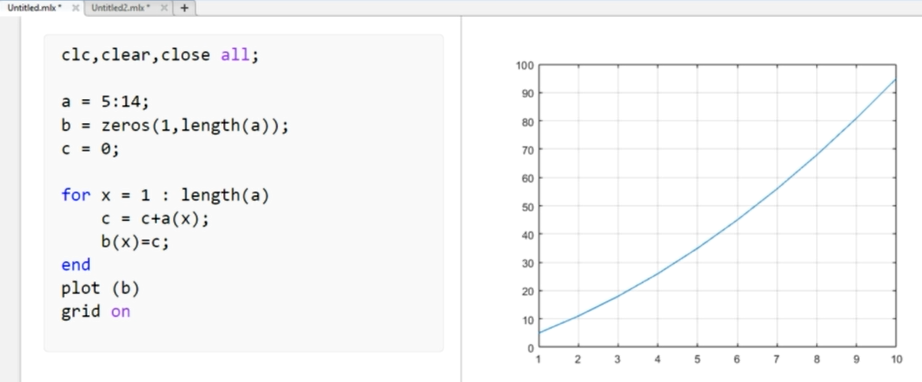 Untitled.mlx * × Untitled2.mlx * × +
clc,clear,close all;
a = 5:14;
b = zeros(1,length(a));
c = 0;
for x = 1 : length(a)
c = c+a(x);
b(x)=c;
end
plot (b)
grid on
100
90
80
70
60
50
40
30
20
10
0
1 2 3 4 5 6 7 8 9 10